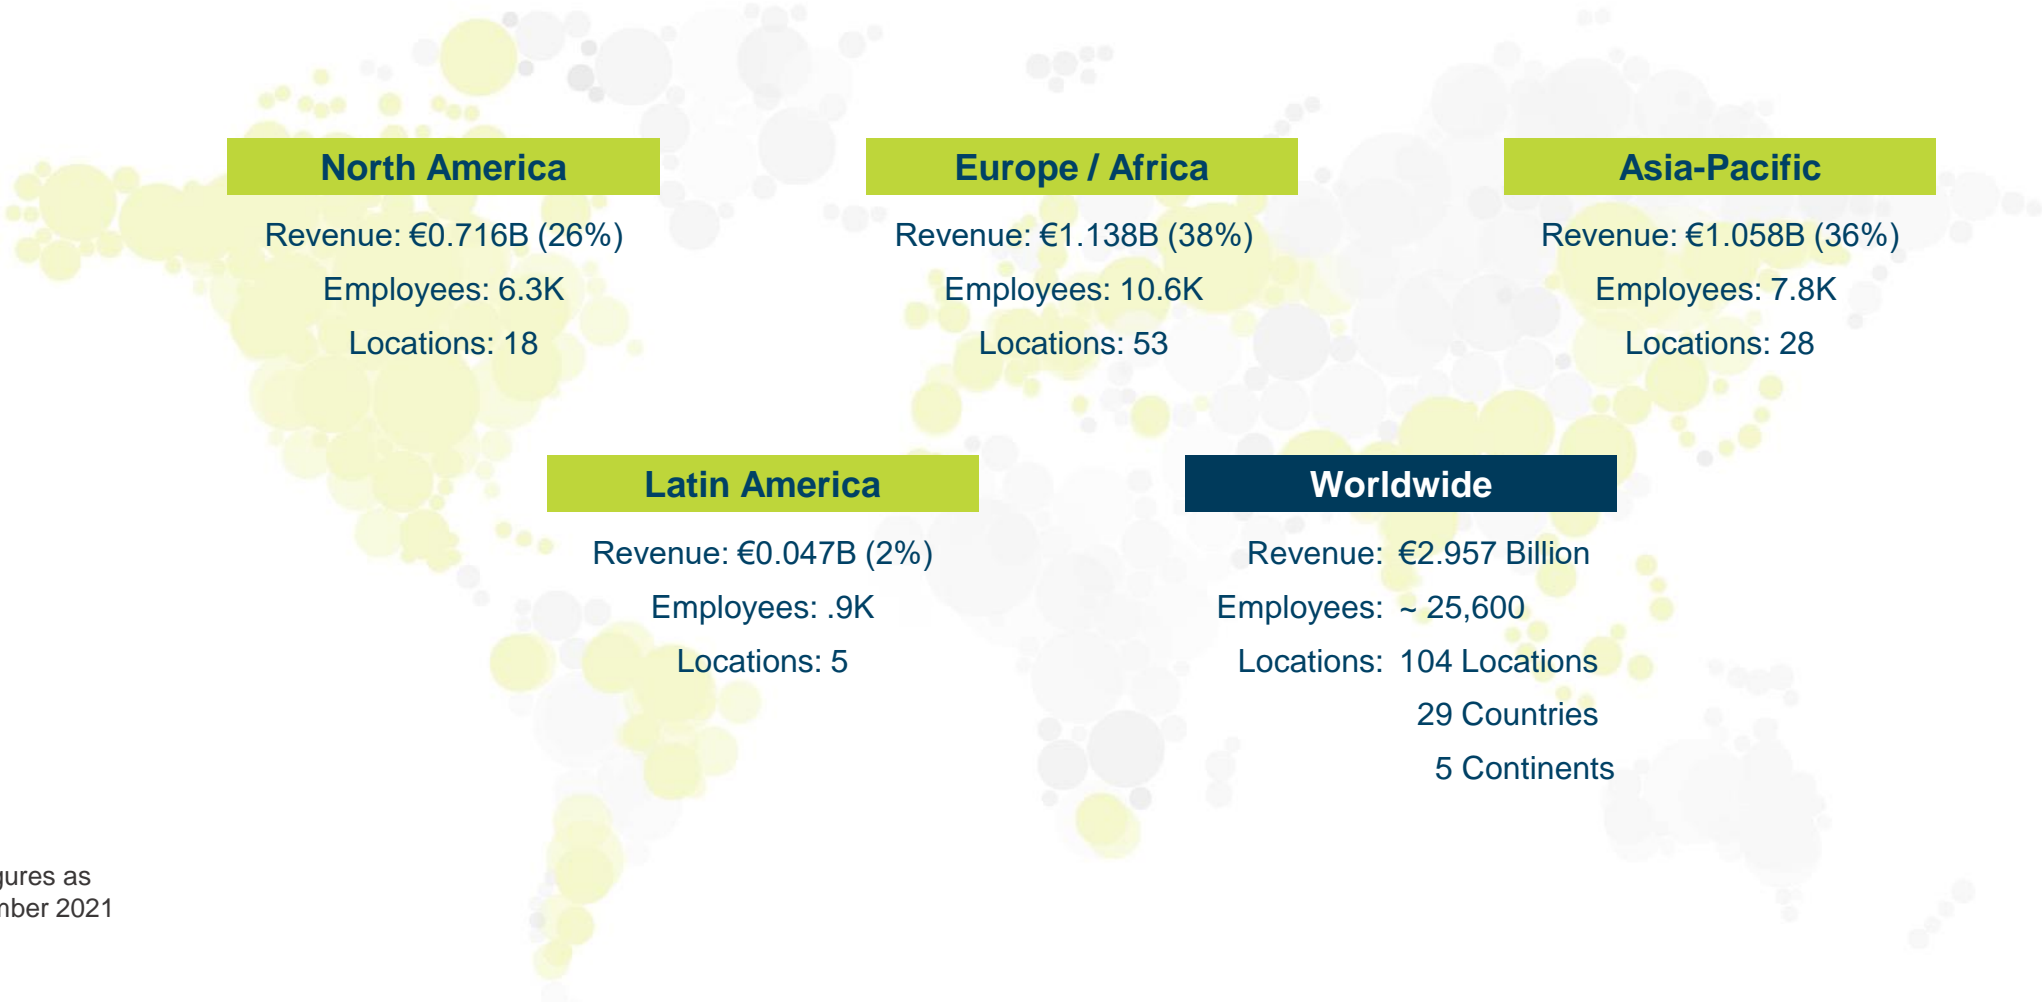 North America
Revenue: €0.716B (26%)
Employees: 6.3K
Locations: 18
Europe / Africa
Revenue: €1.138B (38%)
Employees: 10.6K
Locations: 53
Asia-Pacific
Revenue: €1.058B (36%)
Employees: 7.8K
Locations: 28
Latin America
Revenue: €0.047B (2%)
Employees: .9K
Locations: 5
Worldwide
Revenue: €2.957 Billion
Employees: ~ 25,600
Locations: 104 Locations
29 Countries
5 Continents
as
2021